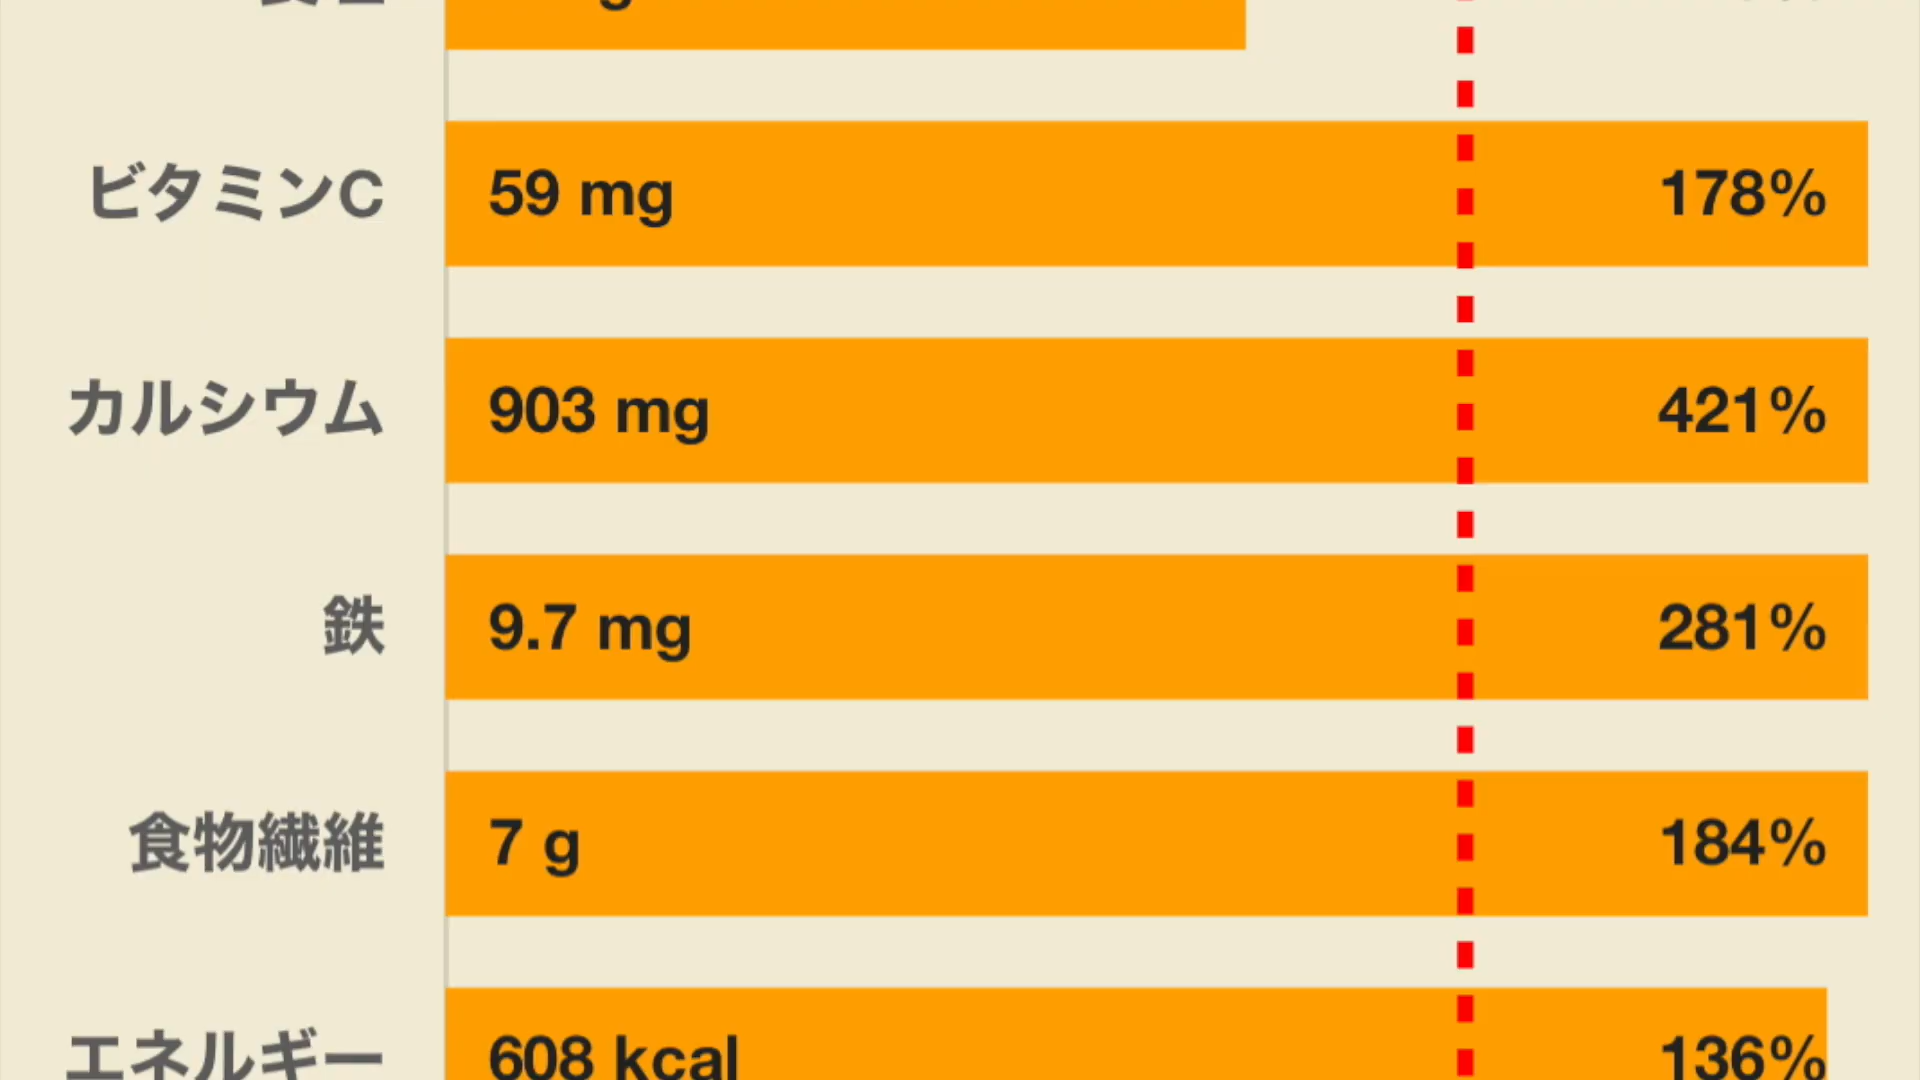 ビタミンC 59 mg 178%
カルシウム 903 mg 421%
鉄 9.7 mg 281%
食物繊維 7 g 184%
エネルギー 608 kcal 136%